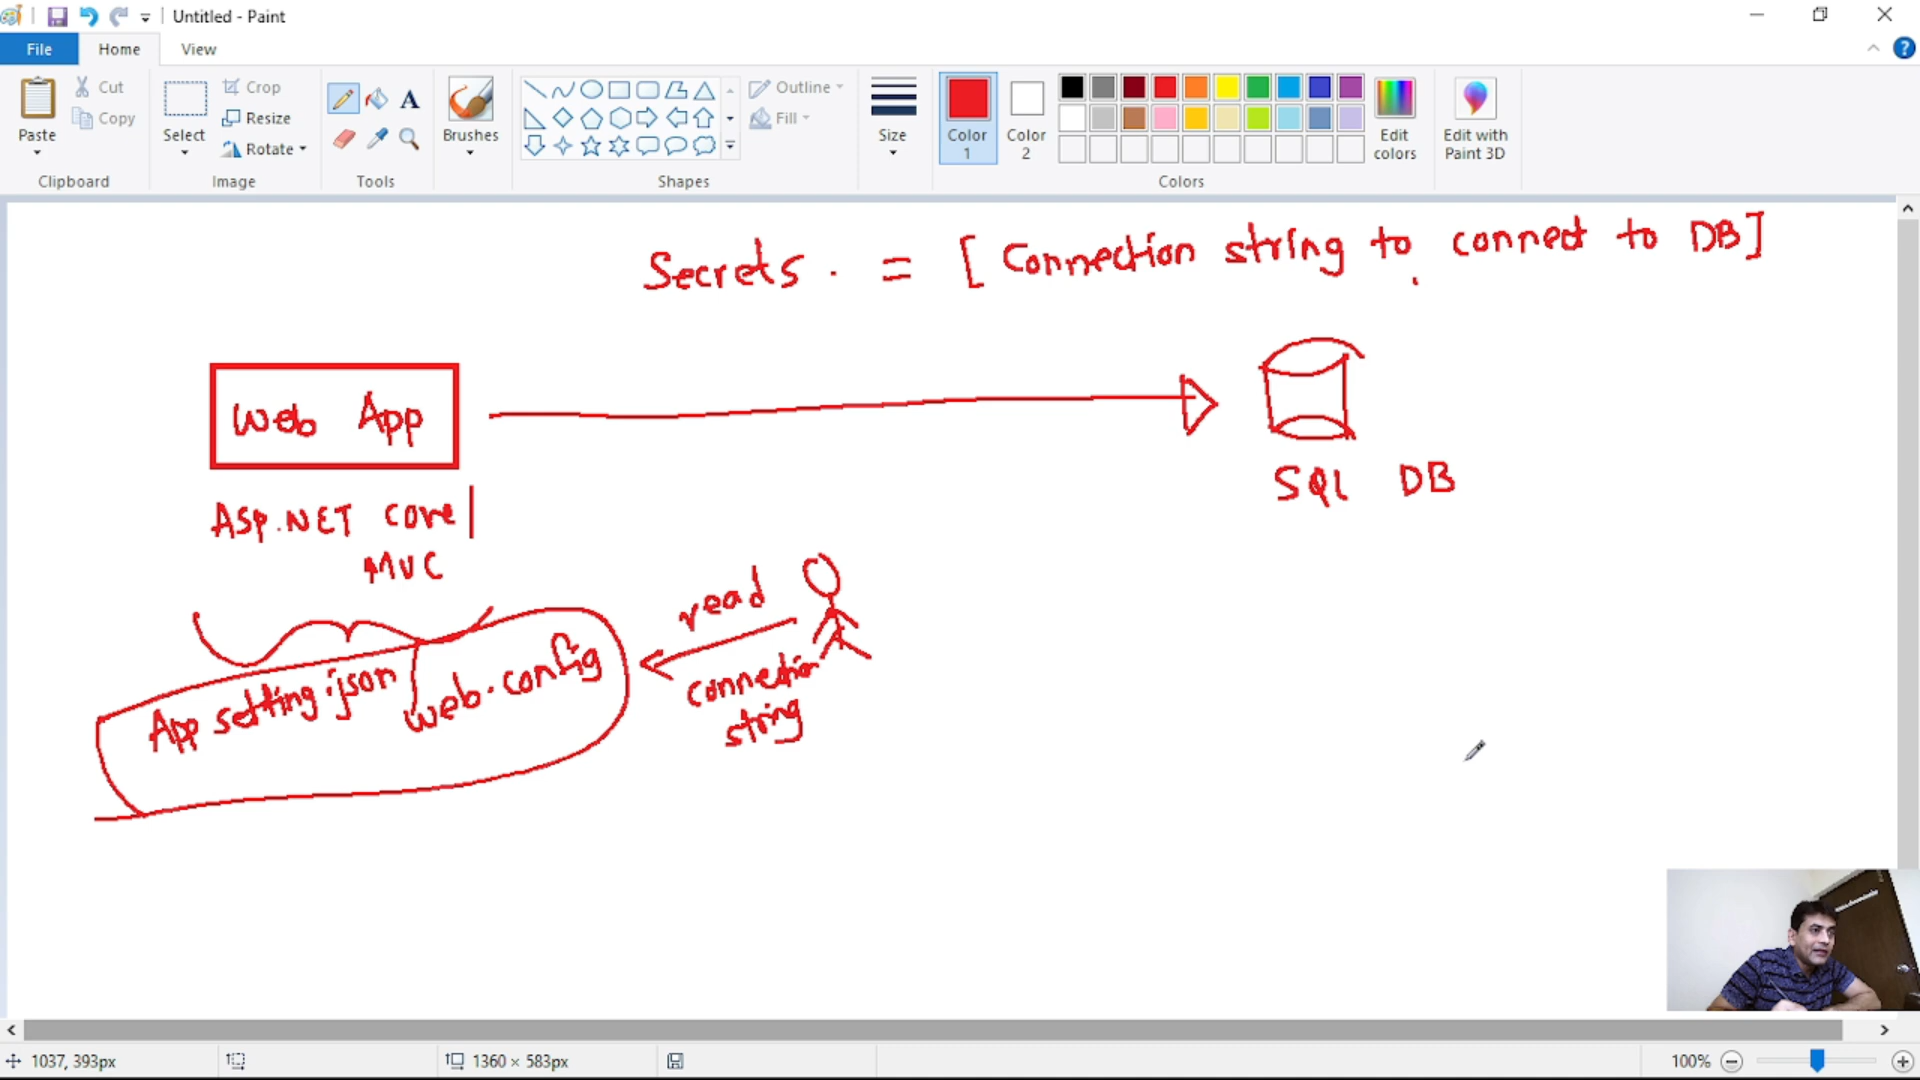 Untitled - Paint
File Home View
Paste
Cut
Copy
Clipboard
Select
Crop
Resize
Rotate
Image
A
Tools
Brushes
Outline
Fill
Shapes
Size
Color 1
Color 2
Edit colors
Edit with Paint 3D
Colors
Secrets. = [Connection string to connect to DB]
Web App
SQL DB
ASP.NET core|
MVC
read
connection
string
App setting.json
web.config
1037, 393px
1360 × 583px
100%